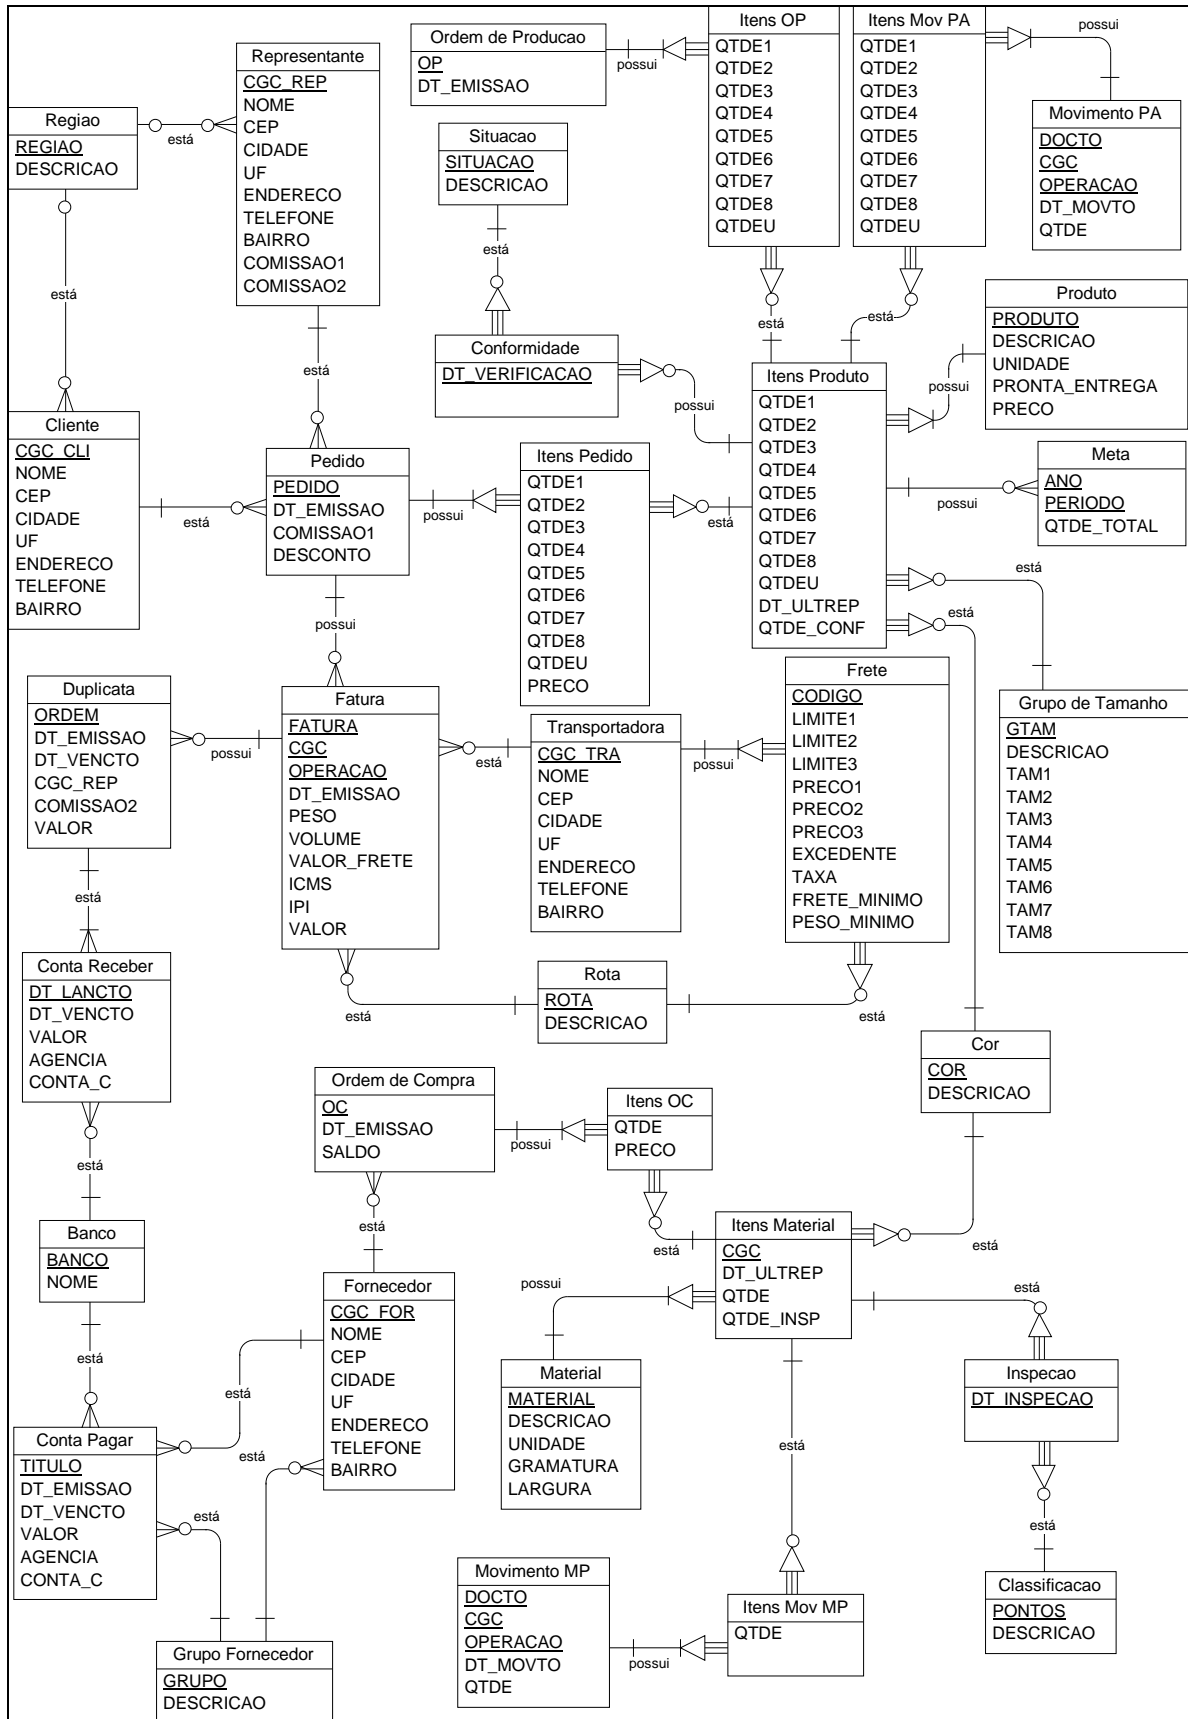 Representante
CGC_REP
NOME
CEP
CIDADE
UF
ENDERECO
TELEFONE
BAIRRO
COMISSAO1
COMISSAO2
Ordem de Producao
OP
DT_EMISSAO
possui
Itens OP
QTDE1
QTDE2
QTDE3
QTDE4
QTDE5
QTDE6
QTDE7
QTDE8
QTDEU
Itens Mov PA
QTDE1
QTDE2
QTDE3
QTDE4
QTDE5
QTDE6
QTDE7
QTDE8
QTDEU
possui
Movimento PA
DOCTO
CGC
OPERACAO
DT_MOVTO
QTDE
Regiao
REGIAO
DESCRICAO
está
está
Situacao
SITUACAO
DESCRICAO
está
Conformidade
DT_VERIFICACAO
possui
está
está
está
Itens Produto
QTDE1
QTDE2
QTDE3
QTDE4
QTDE5
QTDE6
QTDE7
QTDE8
QTDEU
DT_ULTREP
QTDE_CONF
Produto
PRODUTO
DESCRICAO
UNIDADE
PRONTA_ENTREGA
PRECO
possui
Meta
ANO
PERIODO
QTDE_TOTAL
possui
está
está
Cliente
CGC_CLI
NOME
CEP
CIDADE
UF
ENDERECO
TELEFONE
BAIRRO
está
Pedido
PEDIDO
DT_EMISSAO
COMISSAO1
DESCONTO
possui
Itens Pedido
QTDE1
QTDE2
QTDE3
QTDE4
QTDE5
QTDE6
QTDE7
QTDE8
QTDEU
PRECO
está
possui
Duplicata
ORDEM
DT_EMISSAO
DT_VENCTO
CGC_REP
COMISSAO2
VALOR
possui
Fatura
FATURA
CGC
OPERACAO
DT_EMISSAO
PESO
VOLUME
VALOR_FRETE
ICMS
IPI
VALOR
está
Transportadora
CGC_TRA
NOME
CEP
CIDADE
UF
ENDERECO
TELEFONE
BAIRRO
possui
Frete
CODIGO
LIMITE1
LIMITE2
LIMITE3
PRECO1
PRECO2
PRECO3
EXCEDENTE
TAXA
FRETE_MINIMO
PESO_MINIMO
Grupo de Tamanho
GTAM
DESCRICAO
TAM1
TAM2
TAM3
TAM4
TAM5
TAM6
TAM7
TAM8
está
Conta Receber
DT_LANCTO
DT_VENCTO
VALOR
AGENCIA
CONTA_C
está
Rota
ROTA
DESCRICAO
está
Cor
COR
DESCRICAO
está
Ordem de Compra
OC
DT_EMISSAO
SALDO
possui
Itens OC
QTDE
PRECO
está
está
está
Banco
BANCO
NOME
está
Fornecedor
CGC_FOR
NOME
CEP
CIDADE
UF
ENDERECO
TELEFONE
BAIRRO
está
está
Itens Material
CGC
DT_ULTREP
QTDE
QTDE_INSP
possui
Material
MATERIAL
DESCRICAO
UNIDADE
GRAMATURA
LARGURA
está
está
Inspecao
DT_INSPECAO
está
Classificacao
PONTOS
DESCRICAO
Conta Pagar
TITULO
DT_EMISSAO
DT_VENCTO
VALOR
AGENCIA
CONTA_C
está
Grupo Fornecedor
GRUPO
DESCRICAO
Movimento MP
DOCTO
CGC
OPERACAO
DT_MOVTO
QTDE
possui
Itens Mov MP
QTDE